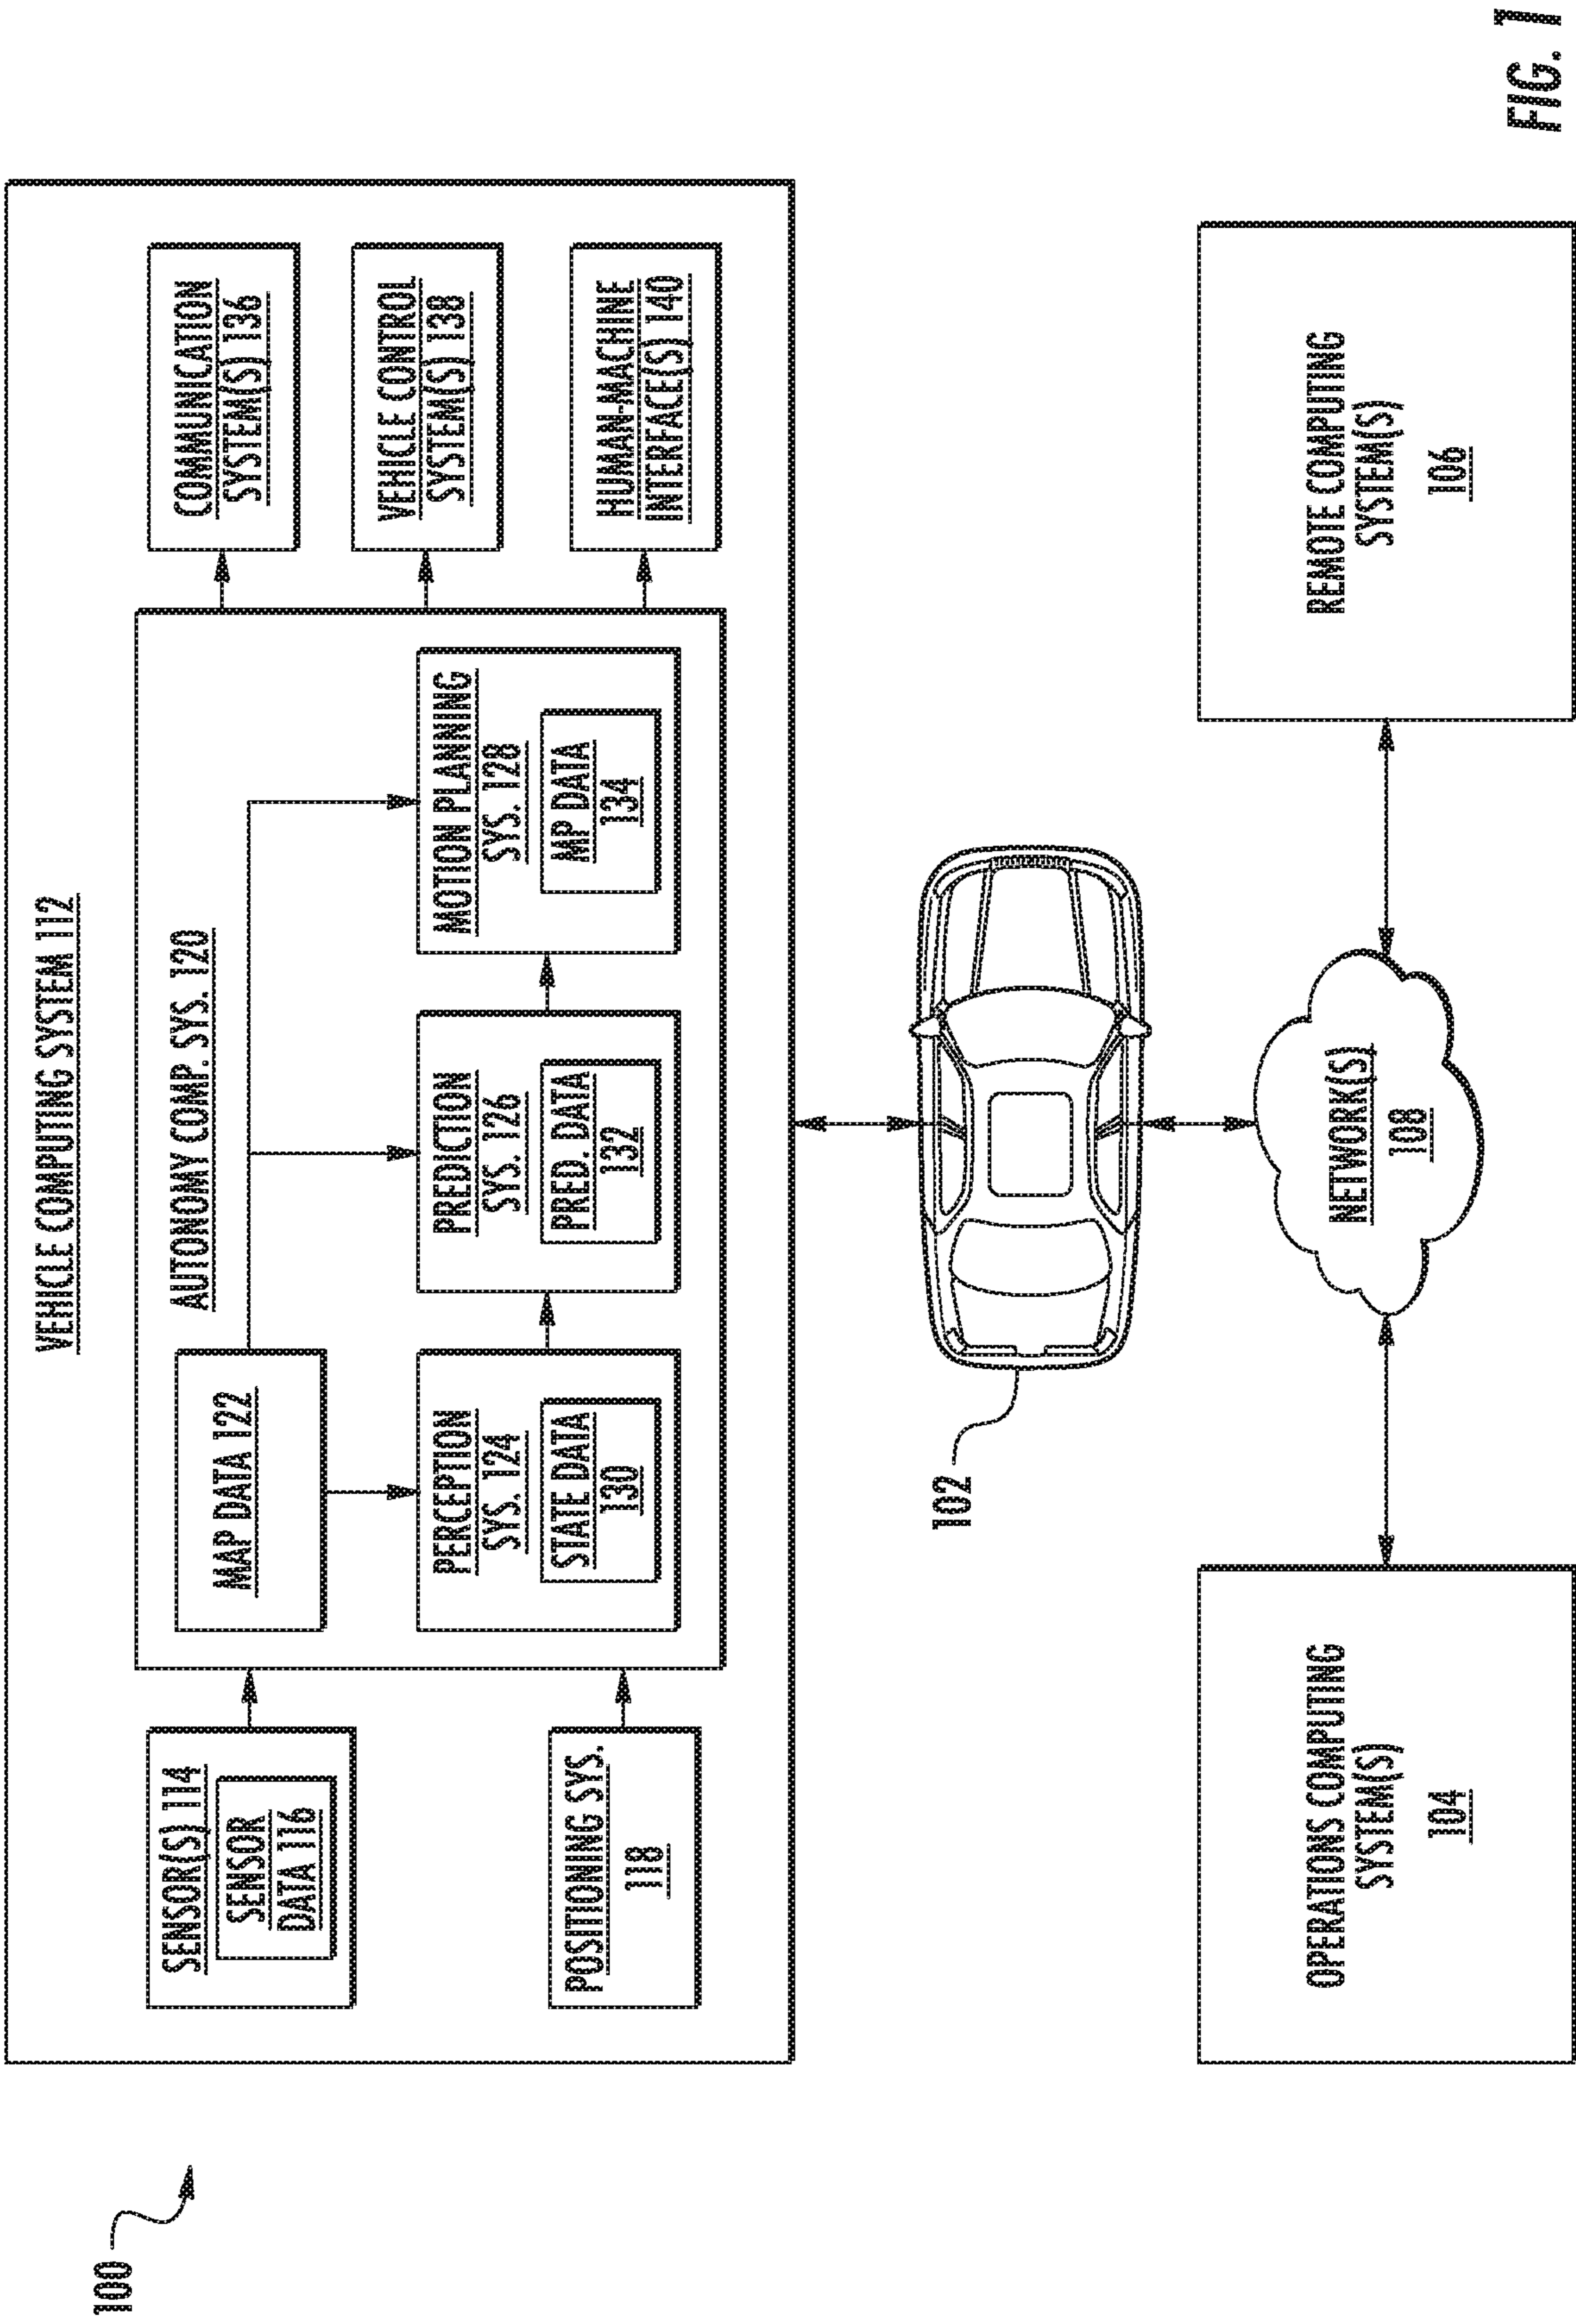 100
VEHICLE COMPUTING SYSTEM 112
SENSOR(S) 114
SENSOR
DATA 116
POSITIONING SYS.
118
AUTONOMY COMP. SYS. 120
MAP DATA 122
PERCEPTION
SYS. 124
STATE DATA
130
PREDICTION
SYS. 126
PRED. DATA
132
MOTION PLANNING
SYS. 128
MP DATA
134
COMMUNICATION
SYSTEM(S) 136
VEHICLE CONTROL
SYSTEM(S) 138
HUMAN-MACHINE
INTERFACE(S) 140
102
OPERATIONS COMPUTING
SYSTEM(S)
104
NETWORK(S)
108
REMOTE COMPUTING
SYSTEM(S)
106
FIG. 1